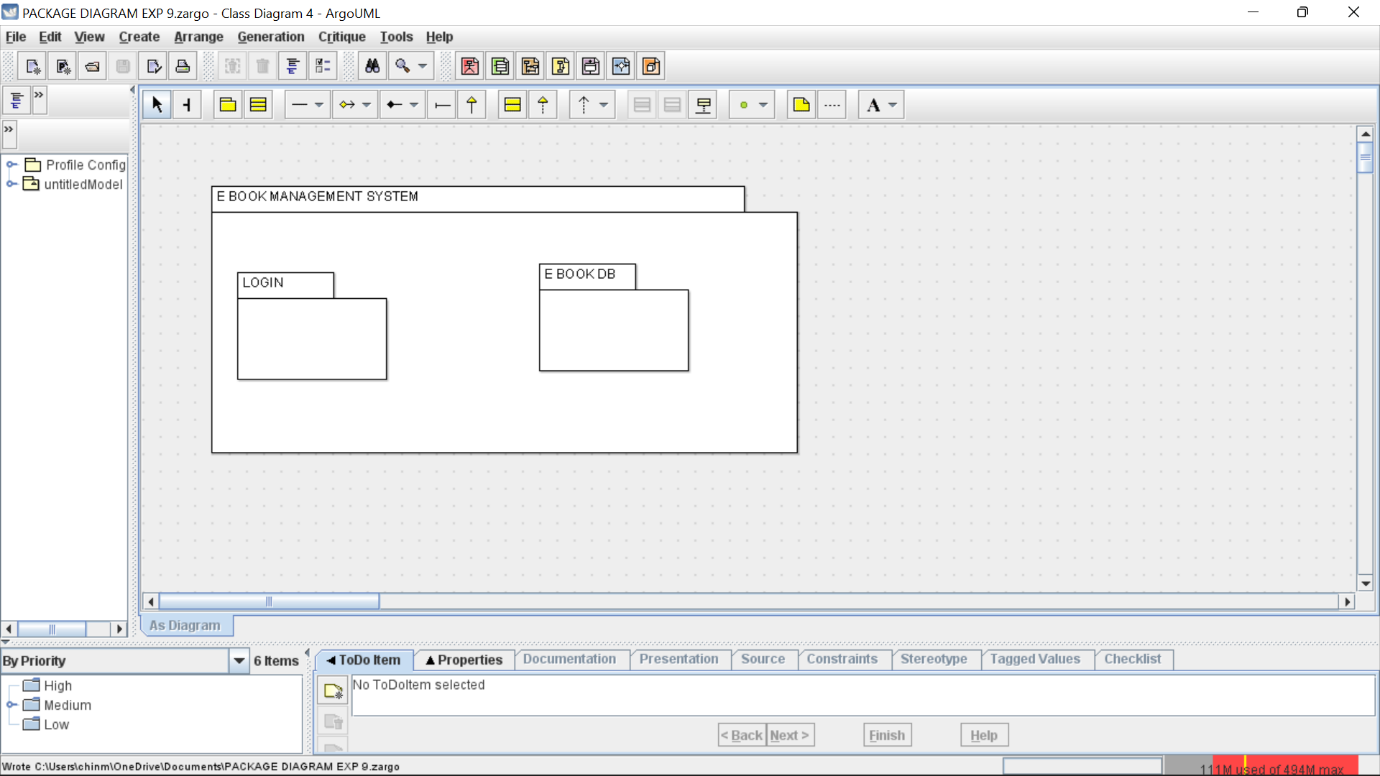 PACKAGE DIAGRAM EXP 9.zargo - Class Diagram 4 - ArgoUML
File Edit View Create Arrange Generation Critique Tools Help
A
Profile Config
untitledModel
E BOOK MANAGEMENT SYSTEM
LOGIN
E BOOK DB
As Diagram
By Priority
6 Items
High
Medium
Low
ToDo Item Properties Documentation Presentation Source Constraints Stereotype Tagged Values Checklist
No ToDoItem selected
< Back Next > Finish Help
Wrote C:\Users\chinm\OneDrive\Documents\PACKAGE DIAGRAM EXP 9.zargo
111M used of 494M max